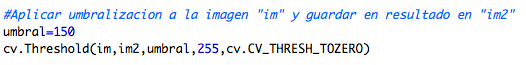 #Aplicar umbralizacion a la imagen "im" y guardar en resultado en "im2"
umbral=150
cv.Threshold(im,im2,umbral,255,cv.CV_THRESH_TOZERO)